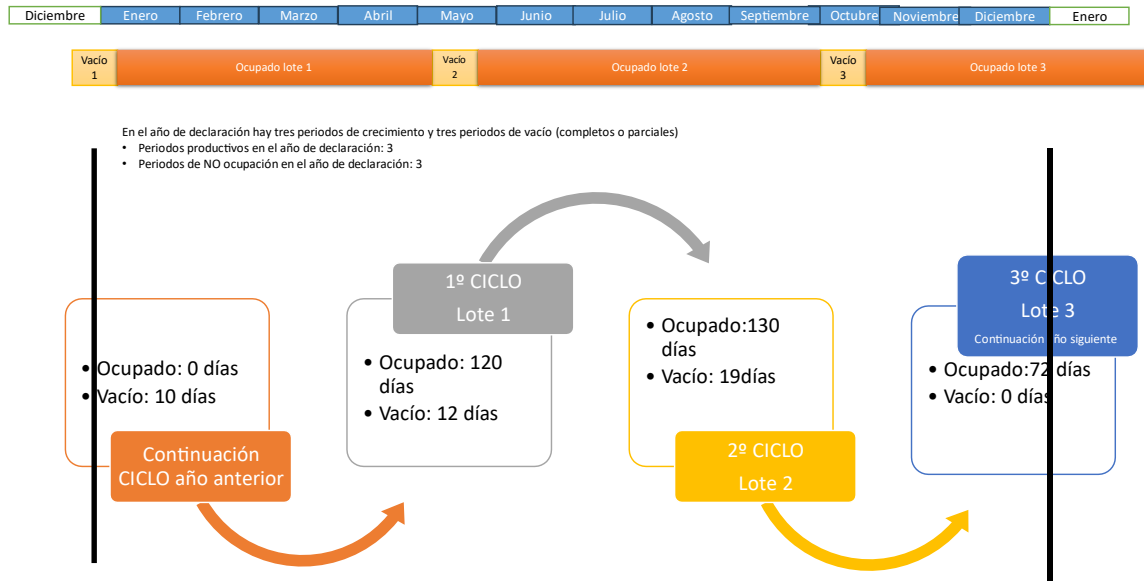 Diciembre Enero Febrero Marzo Abril Mayo Junio Julio Agosto Septiembre Octubre Noviembre Diciembre Enero
Vacío
1
Ocupado lote 1
Vacío
2
Ocupado lote 2
Vacío
3
Ocupado lote 3
En el año de declaración hay tres periodos de crecimiento y tres periodos de vacío (completos o parciales)
• Periodos productivos en el año de declaración: 3
• Periodos de NO ocupación en el año de declaración: 3
• Ocupado: 0 días
• Vacío: 10 días
Continuación
CICLO año anterior
1º CICLO
Lote 1
• Ocupado: 120
días
• Vacío: 12 días
• Ocupado:130
días
• Vacío: 19días
2º CICLO
Lote 2
3º CICLO
Lote 3
Continuación año siguiente
• Ocupado:72 días
• Vacío: 0 días